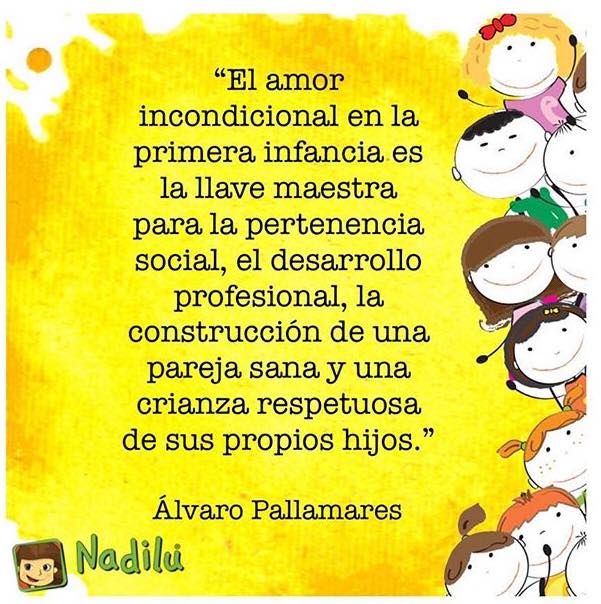 “El amor
incondicional en la
primera infancia es
la llave maestra
para la pertenencia
social, el desarrollo
profesional, la
construcción de una
pareja sana y una
crianza respetuosa
de sus propios hijos.”
Álvaro Pallamares
Nadilú